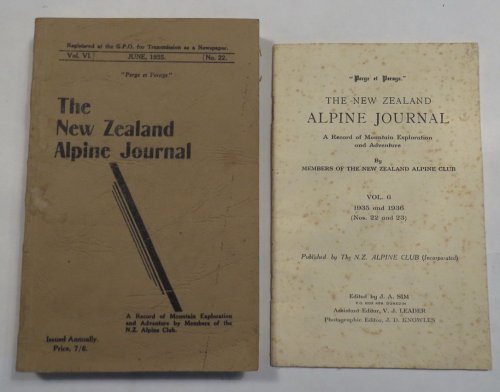 Registered at the G.P.O. for Transmission as a Newspaper.
Vol. VI. JUNE, 1935. No. 22.
"Perge et Perage"
The
New Zealand
Alpine Journal
A Record of Mountain Exploration
and Adventure by Members of the
N.Z. Alpine Club.
Issued Annually.
Price, 7/6.
"Perge et Perage."
THE NEW ZEALAND
ALPINE JOURNAL
A Record of Mountain Exploration
and Adventure
By
MEMBERS OF THE NEW ZEALAND ALPINE CLUB
VOL. 6
1935 and 1936
(Nos. 22 and 23)
Published by The N.Z. ALPINE CLUB (Incorporated)
Edited by J. A. SIM
DUNEDIN
Assistant-Editor, V. J. LEADER
Photographic Editor, J. D. KNOWLES